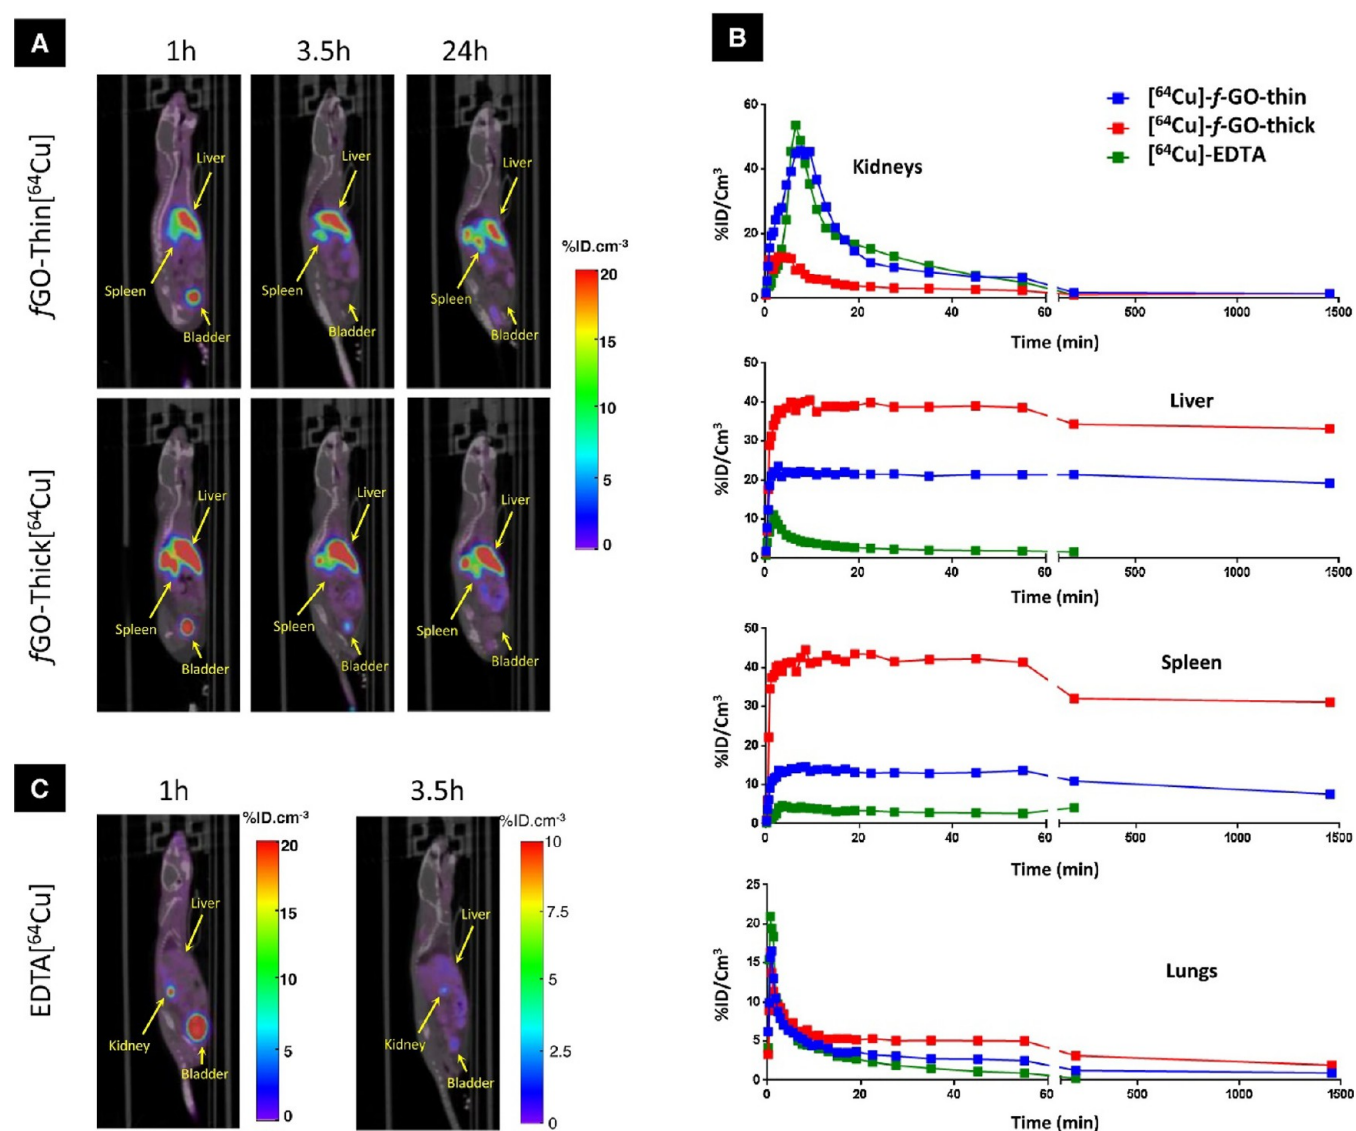 A
1h
3.5h
24h
fGO-Thin[⁶⁴Cu]
Liver
Spleen
Bladder
Liver
Spleen
Bladder
Liver
Spleen
Bladder
fGO-Thick[⁶⁴Cu]
Liver
Spleen
Bladder
Liver
Spleen
Bladder
Liver
Spleen
Bladder
%ID.cm⁻³
20
15
10
5
0
B
[⁶⁴Cu]-f-GO-thin
[⁶⁴Cu]-f-GO-thick
[⁶⁴Cu]-EDTA
Kidneys
%ID/Cm³
60
40
20
0
0 20 40 60 500 1000 1500
Time (min)
Liver
%ID/Cm³
50
40
30
20
10
0
0 20 40 60 500 1000 1500
Time (min)
Spleen
%ID/Cm³
50
40
30
20
10
0
0 20 40 60 500 1000 1500
Time (min)
Lungs
%ID/Cm³
25
20
15
10
5
0
0 20 40 60 500 1000 1500
Time (min)
C
1h
3.5h
EDTA[⁶⁴Cu]
Liver
Kidney
Bladder
%ID.cm⁻³
20
15
10
5
0
Liver
Kidney
Bladder
%ID.cm⁻³
10
7.5
5
2.5
0